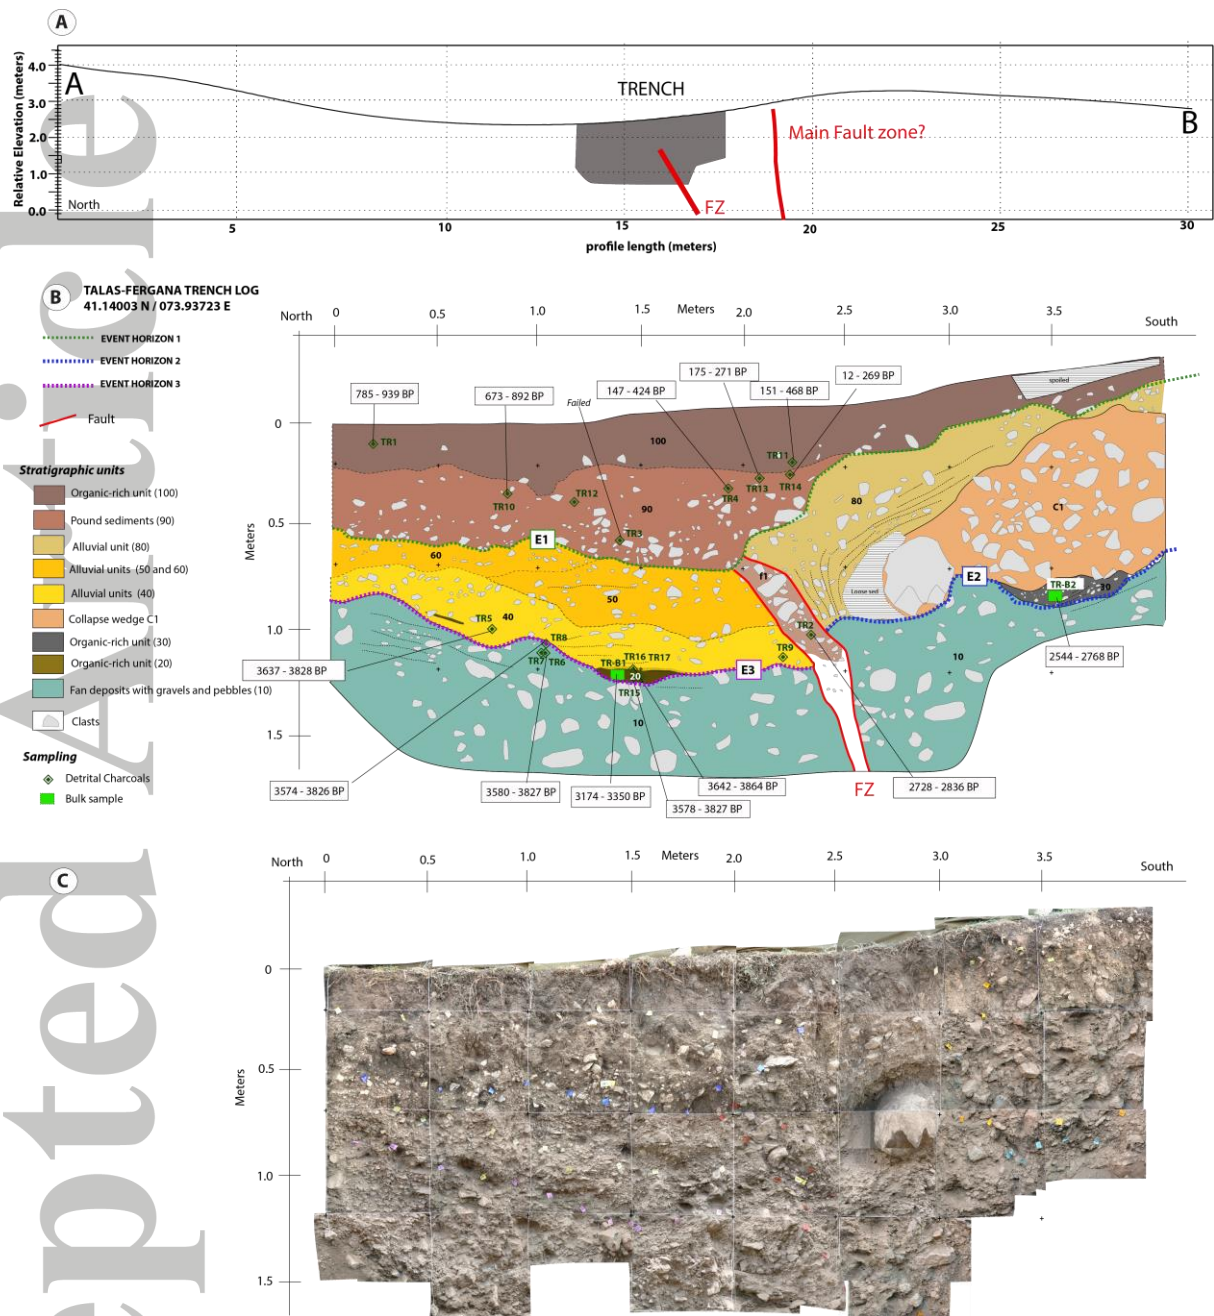 A
Relative Elevation (meters)
4.0
3.0
2.0
1.0
0.0
A
TRENCH
Main Fault zone?
B
North
FZ
5
10
15
20
25
30
profile length (meters)
B
TALAS-FERGANA TRENCH LOG
41.14003 N / 073.93723 E
EVENT HORIZON 1
EVENT HORIZON 2
EVENT HORIZON 3
Fault
Stratigraphic units
Organic-rich unit (100)
Pound sediments (90)
Alluvial unit (80)
Alluvial units (50 and 60)
Alluvial units (40)
Collapse wedge C1
Organic-rich unit (30)
Organic-rich unit (20)
Fan deposits with gravels and pebbles (10)
Clasts
Sampling
Detrital Charcoals
Bulk sample
North
0
0.5
1.0
1.5
Meters
2.0
2.5
3.0
3.5
South
Meters
0
0.5
1.0
1.5
785 - 939 BP
673 - 892 BP
Failed
147 - 424 BP
175 - 271 BP
151 - 468 BP
12 - 269 BP
spoiled
TR1
100
TR11
TR10
TR12
TR4
TR13
TR14
90
TR3
80
C1
E1
60
f1
E2
TR-B2
30
Loose sed
50
TR5
40
TR8
TR2
TR7
TR6
TR-B1
TR16
TR17
TR9
E3
20
TR15
10
10
3637 - 3828 BP
2544 - 2768 BP
3574 - 3826 BP
3580 - 3827 BP
3174 - 3350 BP
3642 - 3864 BP
3578 - 3827 BP
FZ
2728 - 2836 BP
C
North
0
0.5
1.0
1.5
Meters
2.0
2.5
3.0
3.5
South
Meters
0
0.5
1.0
1.5
epted Article